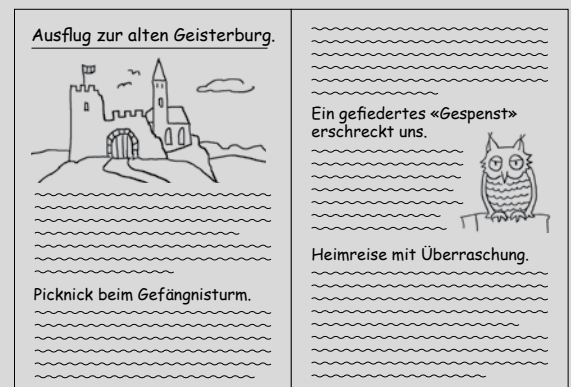 Ausflug zur alten Geisterburg.
Picknick beim Gefängnisturm.
Ein gefiedertes «Gespenst»
erschreckt uns.
Heimreise mit Überraschung.